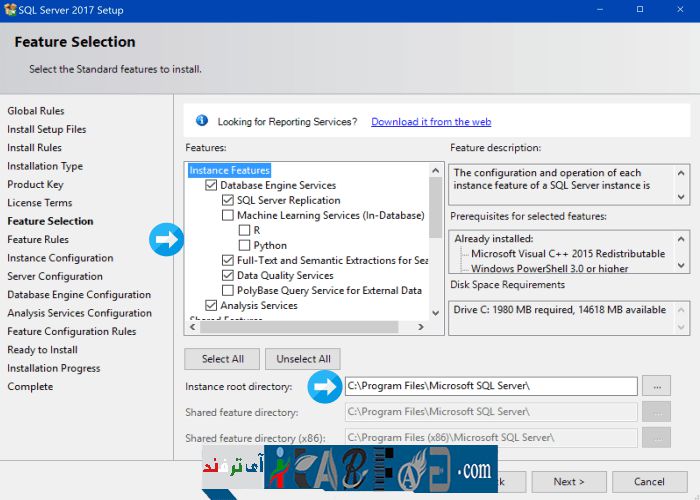 SQL Server 2017 Setup
Feature Selection
Select the Standard features to install.
Global Rules
Install Setup Files
Install Rules
Installation Type
Product Key
License Terms
Feature Selection
Feature Rules
Instance Configuration
Server Configuration
Database Engine Configuration
Analysis Services Configuration
Feature Configuration Rules
Ready to Install
Installation Progress
Complete
Looking for Reporting Services? Download it from the web
Features:
Instance Features
Database Engine Services
SQL Server Replication
Machine Learning Services (In-Database)
R
Python
Full-Text and Semantic Extractions for Sea
Data Quality Services
PolyBase Query Service for External Data
Analysis Services
Shared Features
Feature description:
The configuration and operation of each
instance feature of a SQL Server instance is
Prerequisites for selected features:
Already installed:
Microsoft Visual C++ 2015 Redistributable
Windows PowerShell 3.0 or higher
Disk Space Requirements
Drive C: 1980 MB required, 14618 MB available
Select All
Unselect All
Instance root directory: C:\Program Files\Microsoft SQL Server\ ...
Shared feature directory: C:\Program Files\Microsoft SQL Server\ ...
Shared feature directory (x86): C:\Program Files (x86)\Microsoft SQL Server\ ...
آی ترفند
.com
Next >
Cancel